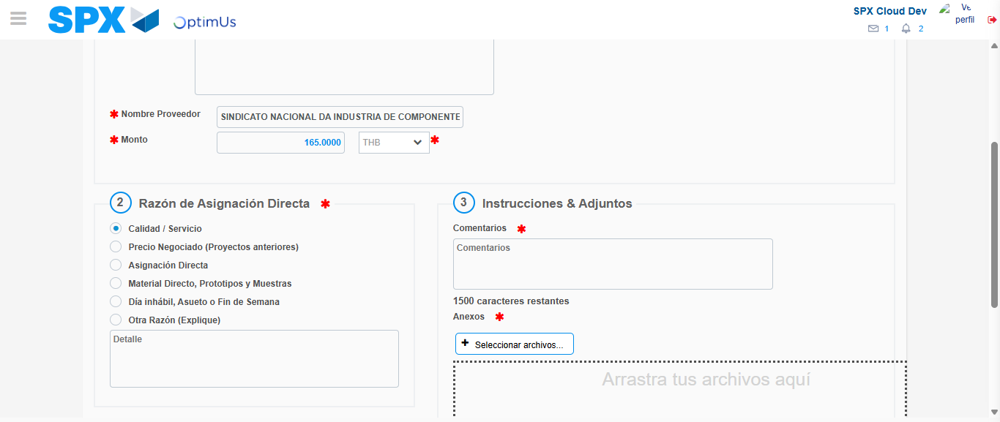 SPX
OptimUs
SPX Cloud Dev
1
2
Ve
perfil
Nombre Proveedor
SINDICATO NACIONAL DA INDUSTRIA DE COMPONENTE
Monto
165.0000
THB
2
Razón de Asignación Directa
Calidad / Servicio
Precio Negociado (Proyectos anteriores)
Asignación Directa
Material Directo, Prototipos y Muestras
Día inhábil, Asueto o Fin de Semana
Otra Razón (Explique)
Detalle
3
Instrucciones & Adjuntos
Comentarios
Comentarios
1500 caracteres restantes
Anexos
+ Seleccionar archivos...
Arrastra tus archivos aquí